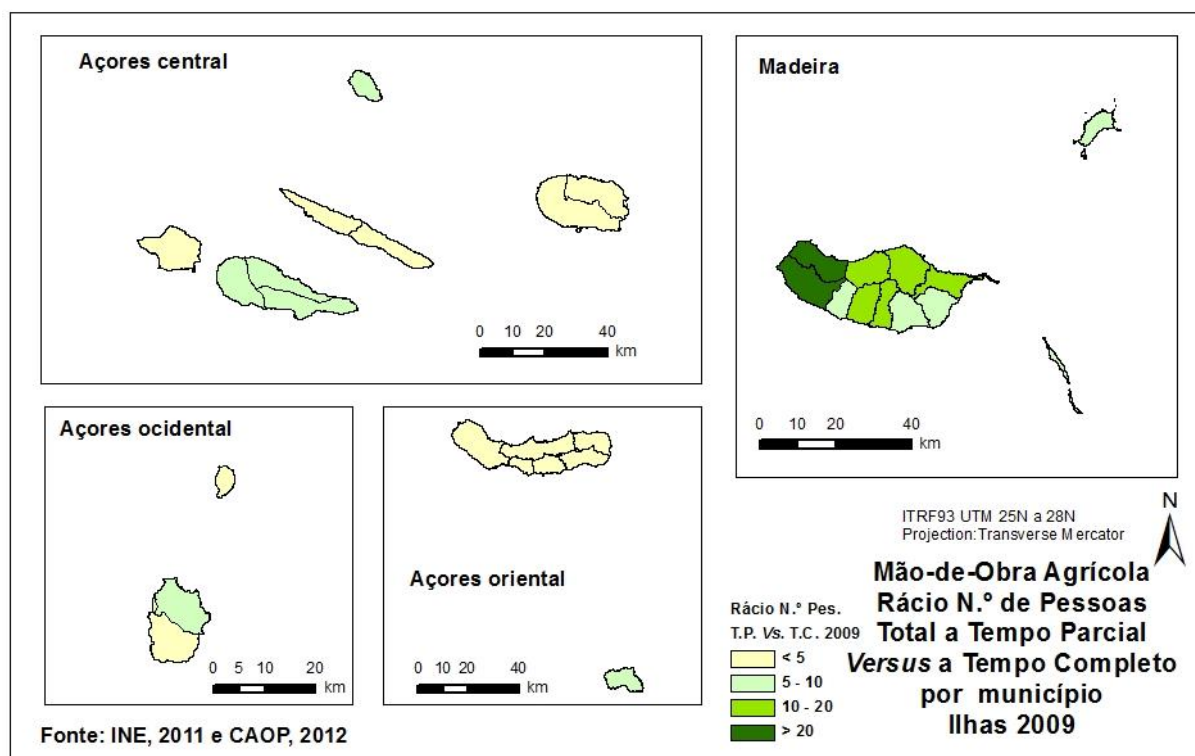 Açores central
0 10 20 40
km
Madeira
0 10 20 40
km
Açores ocidental
0 5 10 20
km
Açores oriental
0 10 20 40
km
N
ITRF93 UTM 25N a 28N
Projection:Transverse Mercator
Mão-de-Obra Agrícola
Rácio N.º de Pessoas
Total a Tempo Parcial
Versus a Tempo Completo
por município
Ilhas 2009
Rácio N.º Pes.
T.P. Vs. T.C. 2009
< 5
5 - 10
10 - 20
> 20
Fonte: INE, 2011 e CAOP, 2012